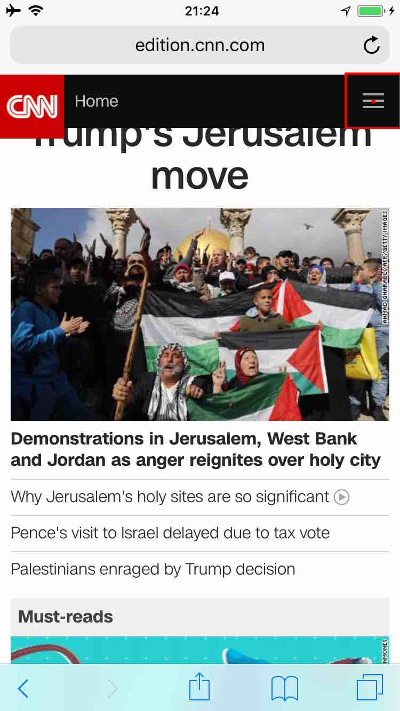 21:24
edition.cnn.com
CNN
Home
Trump's Jerusalem
move
Demonstrations in Jerusalem, West Bank
and Jordan as anger reignites over holy city
Why Jerusalem's holy sites are so significant
Pence's visit to Israel delayed due to tax vote
Palestinians enraged by Trump decision
Must-reads